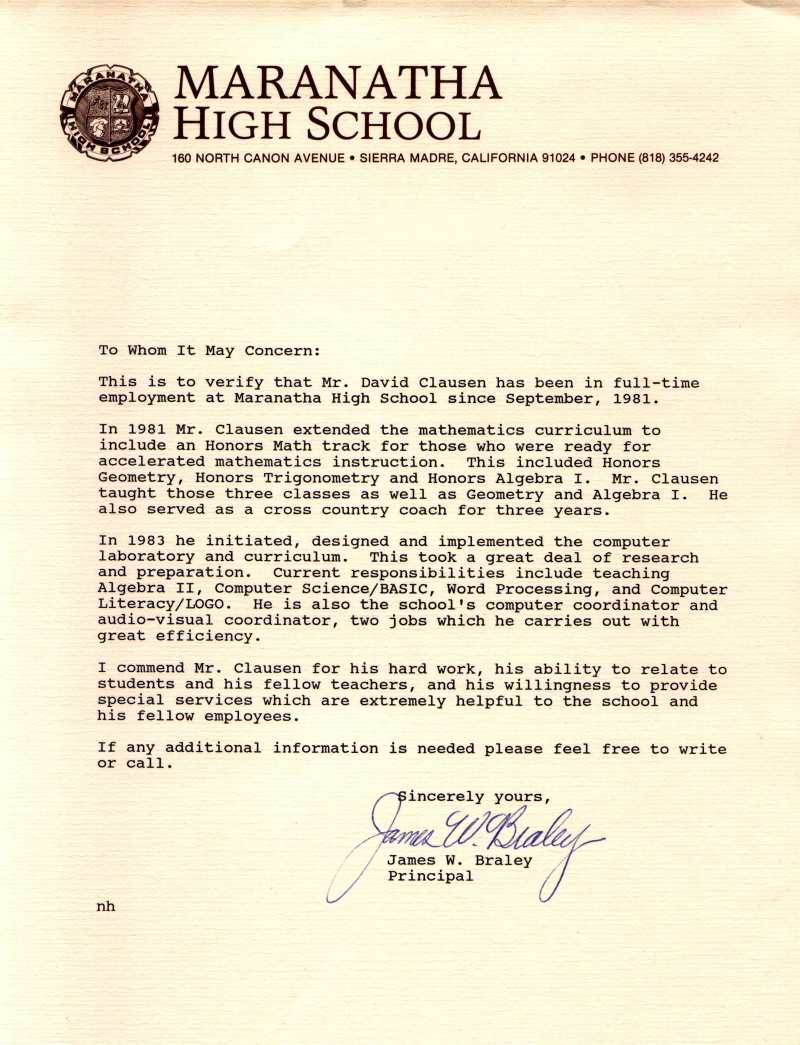 MARANATHA
HIGH SCHOOL
MARANATHA
HIGH SCHOOL
160 NORTH CANON AVENUE • SIERRA MADRE, CALIFORNIA 91024 • PHONE (818) 355-4242
To Whom It May Concern:
This is to verify that Mr. David Clausen has been in full-time
employment at Maranatha High School since September, 1981.
In 1981 Mr. Clausen extended the mathematics curriculum to
include an Honors Math track for those who were ready for
accelerated mathematics instruction.  This included Honors
Geometry, Honors Trigonometry and Honors Algebra I.  Mr. Clausen
taught those three classes as well as Geometry and Algebra I.  He
also served as a cross country coach for three years.
In 1983 he initiated, designed and implemented the computer
laboratory and curriculum.  This took a great deal of research
and preparation.  Current responsibilities include teaching
Algebra II, Computer Science/BASIC, Word Processing, and Computer
Literacy/LOGO.  He is also the school's computer coordinator and
audio-visual coordinator, two jobs which he carries out with
great efficiency.
I commend Mr. Clausen for his hard work, his ability to relate to
students and his fellow teachers, and his willingness to provide
special services which are extremely helpful to the school and
his fellow employees.
If any additional information is needed please feel free to write
or call.
Sincerely yours,
James W. Braley
James W. Braley
Principal
nh